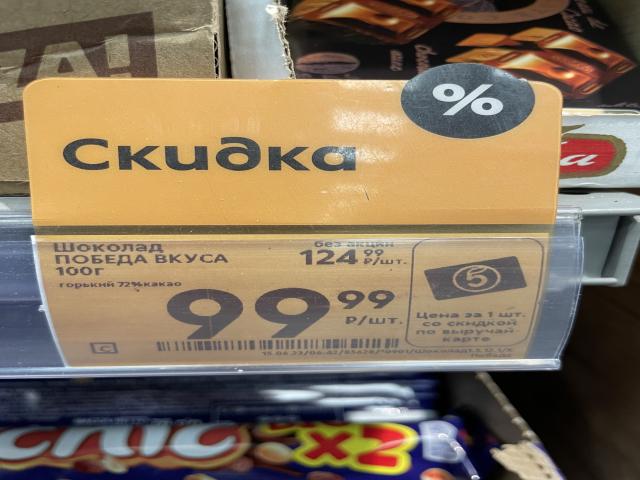 A!
%
Скидка
Шоколад
ПОБЕДА ВКУСА
100г
горький 72%какао
без акции
124 99
₽/шт.
99 99
₽/шт.
5
Цена за 1 шт.
со скидкой
по выручай-
карте
C
x2